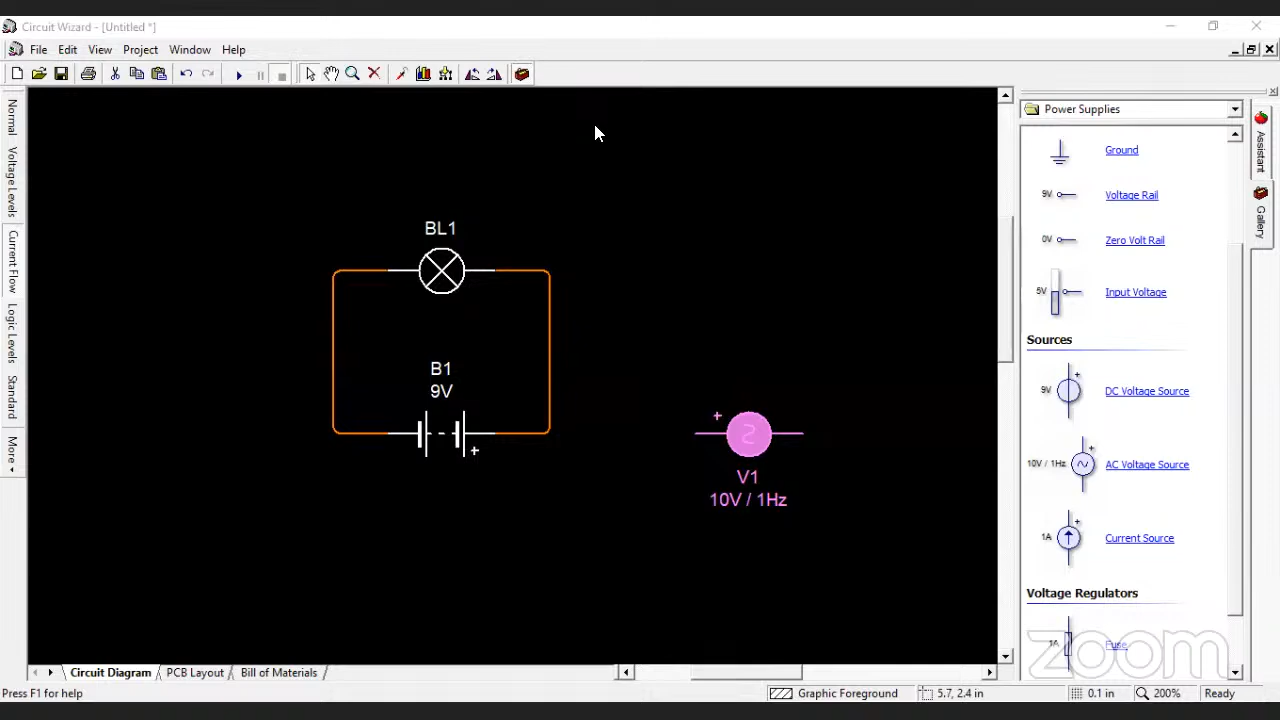 Circuit Wizard - [Untitled *]
File Edit View Project Window Help
Normal
Voltage Levels
Current Flow
Logic Levels
Standard
More
BL1
B1
9V
+
+
V1
10V / 1Hz
Power Supplies
Ground
9V Voltage Rail
0V Zero Volt Rail
5V Input Voltage
Sources
9V + DC Voltage Source
10V / 1Hz + AC Voltage Source
1A + Current Source
Voltage Regulators
1A Fuse
zoom
Assistant
Gallery
Circuit Diagram PCB Layout Bill of Materials
Press F1 for help Graphic Foreground 5.7, 2.4 in 0.1 in 200% Ready